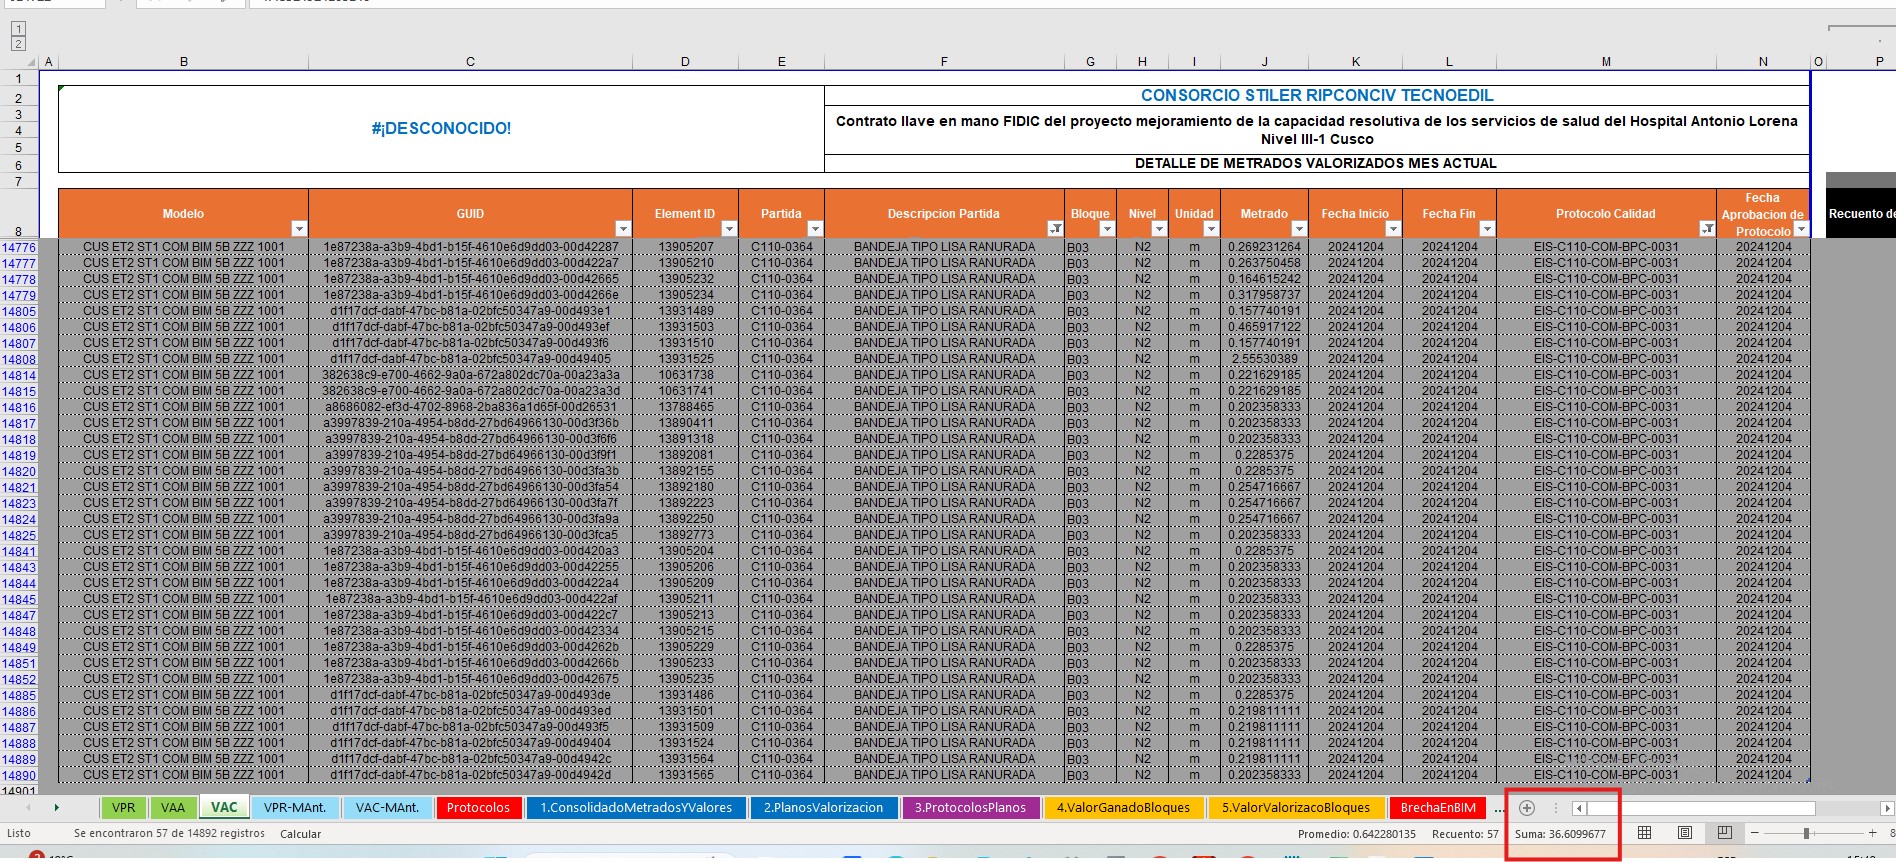 1
2
A B C D E F G H I J K L M N O P
1
2 CONSORCIO STILER RIPCONCIV TECNOEDIL
3
#¡DESCONOCIDO!
4 Contrato llave en mano FIDIC del proyecto mejoramiento de la capacidad resolutiva de los servicios de salud del Hospital Antonio Lorena
5 Nivel III-1 Cusco
6 DETALLE DE METRADOS VALORIZADOS MES ACTUAL
7
8 Modelo GUID Element ID Partida Descripcion Partida Bloque Nivel Unidad Metrado Fecha Inicio Fecha Fin Protocolo Calidad Fecha Aprobacion de Protocolo Recuento de
14776 CUS ET2 ST1 COM BIM 5B ZZZ 1001 1e87238a-a3b9-4bd1-b15f-4610e6d9dd03-00d42287 13905207 C110-0364 BANDEJA TIPO LISA RANURADA B03 N2 m 0.269231264 20241204 20241204 EIS-C110-COM-BPC-0031 20241204
14777 CUS ET2 ST1 COM BIM 5B ZZZ 1001 1e87238a-a3b9-4bd1-b15f-4610e6d9dd03-00d422a7 13905210 C110-0364 BANDEJA TIPO LISA RANURADA B03 N2 m 0.263750458 20241204 20241204 EIS-C110-COM-BPC-0031 20241204
14778 CUS ET2 ST1 COM BIM 5B ZZZ 1001 1e87238a-a3b9-4bd1-b15f-4610e6d9dd03-00d42665 13905232 C110-0364 BANDEJA TIPO LISA RANURADA B03 N2 m 0.164615242 20241204 20241204 EIS-C110-COM-BPC-0031 20241204
14779 CUS ET2 ST1 COM BIM 5B ZZZ 1001 1e87238a-a3b9-4bd1-b15f-4610e6d9dd03-00d4266e 13905234 C110-0364 BANDEJA TIPO LISA RANURADA B03 N2 m 0.317958737 20241204 20241204 EIS-C110-COM-BPC-0031 20241204
14805 CUS ET2 ST1 COM BIM 5B ZZZ 1001 d1f17dcf-dabf-47bc-b81a-02bfc50347a9-00d493e1 13931489 C110-0364 BANDEJA TIPO LISA RANURADA B03 N2 m 0.157740191 20241204 20241204 EIS-C110-COM-BPC-0031 20241204
14806 CUS ET2 ST1 COM BIM 5B ZZZ 1001 d1f17dcf-dabf-47bc-b81a-02bfc50347a9-00d493ef 13931503 C110-0364 BANDEJA TIPO LISA RANURADA B03 N2 m 0.465917122 20241204 20241204 EIS-C110-COM-BPC-0031 20241204
14807 CUS ET2 ST1 COM BIM 5B ZZZ 1001 d1f17dcf-dabf-47bc-b81a-02bfc50347a9-00d493f6 13931510 C110-0364 BANDEJA TIPO LISA RANURADA B03 N2 m 0.157740191 20241204 20241204 EIS-C110-COM-BPC-0031 20241204
14808 CUS ET2 ST1 COM BIM 5B ZZZ 1001 d1f17dcf-dabf-47bc-b81a-02bfc50347a9-00d49405 13931525 C110-0364 BANDEJA TIPO LISA RANURADA B03 N2 m 2.55530389 20241204 20241204 EIS-C110-COM-BPC-0031 20241204
14814 CUS ET2 ST1 COM BIM 5B ZZZ 1001 382638c9-e700-4662-9a0a-672a802dc70a-00a23a3a 10631738 C110-0364 BANDEJA TIPO LISA RANURADA B03 N2 m 0.221629185 20241204 20241204 EIS-C110-COM-BPC-0031 20241204
14815 CUS ET2 ST1 COM BIM 5B ZZZ 1001 382638c9-e700-4662-9a0a-672a802dc70a-00a23a3d 10631741 C110-0364 BANDEJA TIPO LISA RANURADA B03 N2 m 0.221629185 20241204 20241204 EIS-C110-COM-BPC-0031 20241204
14816 CUS ET2 ST1 COM BIM 5B ZZZ 1001 a8686082-ef3d-4702-8968-2ba836a1d65f-00d26531 13788465 C110-0364 BANDEJA TIPO LISA RANURADA B03 N2 m 0.202358333 20241204 20241204 EIS-C110-COM-BPC-0031 20241204
14817 CUS ET2 ST1 COM BIM 5B ZZZ 1001 a3997839-210a-4954-b8dd-27bd64966130-00d3f36b 13890411 C110-0364 BANDEJA TIPO LISA RANURADA B03 N2 m 0.202358333 20241204 20241204 EIS-C110-COM-BPC-0031 20241204
14818 CUS ET2 ST1 COM BIM 5B ZZZ 1001 a3997839-210a-4954-b8dd-27bd64966130-00d3f6f6 13891318 C110-0364 BANDEJA TIPO LISA RANURADA B03 N2 m 0.202358333 20241204 20241204 EIS-C110-COM-BPC-0031 20241204
14819 CUS ET2 ST1 COM BIM 5B ZZZ 1001 a3997839-210a-4954-b8dd-27bd64966130-00d3f9f1 13892081 C110-0364 BANDEJA TIPO LISA RANURADA B03 N2 m 0.2285375 20241204 20241204 EIS-C110-COM-BPC-0031 20241204
14820 CUS ET2 ST1 COM BIM 5B ZZZ 1001 a3997839-210a-4954-b8dd-27bd64966130-00d3fa3b 13892155 C110-0364 BANDEJA TIPO LISA RANURADA B03 N2 m 0.2285375 20241204 20241204 EIS-C110-COM-BPC-0031 20241204
14821 CUS ET2 ST1 COM BIM 5B ZZZ 1001 a3997839-210a-4954-b8dd-27bd64966130-00d3fa54 13892180 C110-0364 BANDEJA TIPO LISA RANURADA B03 N2 m 0.254716667 20241204 20241204 EIS-C110-COM-BPC-0031 20241204
14823 CUS ET2 ST1 COM BIM 5B ZZZ 1001 a3997839-210a-4954-b8dd-27bd64966130-00d3fa7f 13892223 C110-0364 BANDEJA TIPO LISA RANURADA B03 N2 m 0.254716667 20241204 20241204 EIS-C110-COM-BPC-0031 20241204
14824 CUS ET2 ST1 COM BIM 5B ZZZ 1001 a3997839-210a-4954-b8dd-27bd64966130-00d3fa9a 13892250 C110-0364 BANDEJA TIPO LISA RANURADA B03 N2 m 0.254716667 20241204 20241204 EIS-C110-COM-BPC-0031 20241204
14825 CUS ET2 ST1 COM BIM 5B ZZZ 1001 a3997839-210a-4954-b8dd-27bd64966130-00d3fca5 13892773 C110-0364 BANDEJA TIPO LISA RANURADA B03 N2 m 0.202358333 20241204 20241204 EIS-C110-COM-BPC-0031 20241204
14841 CUS ET2 ST1 COM BIM 5B ZZZ 1001 1e87238a-a3b9-4bd1-b15f-4610e6d9dd03-00d420a3 13905204 C110-0364 BANDEJA TIPO LISA RANURADA B03 N2 m 0.2285375 20241204 20241204 EIS-C110-COM-BPC-0031 20241204
14843 CUS ET2 ST1 COM BIM 5B ZZZ 1001 1e87238a-a3b9-4bd1-b15f-4610e6d9dd03-00d42255 13905206 C110-0364 BANDEJA TIPO LISA RANURADA B03 N2 m 0.202358333 20241204 20241204 EIS-C110-COM-BPC-0031 20241204
14844 CUS ET2 ST1 COM BIM 5B ZZZ 1001 1e87238a-a3b9-4bd1-b15f-4610e6d9dd03-00d422a4 13905209 C110-0364 BANDEJA TIPO LISA RANURADA B03 N2 m 0.202358333 20241204 20241204 EIS-C110-COM-BPC-0031 20241204
14845 CUS ET2 ST1 COM BIM 5B ZZZ 1001 1e87238a-a3b9-4bd1-b15f-4610e6d9dd03-00d422af 13905211 C110-0364 BANDEJA TIPO LISA RANURADA B03 N2 m 0.202358333 20241204 20241204 EIS-C110-COM-BPC-0031 20241204
14847 CUS ET2 ST1 COM BIM 5B ZZZ 1001 1e87238a-a3b9-4bd1-b15f-4610e6d9dd03-00d422c7 13905213 C110-0364 BANDEJA TIPO LISA RANURADA B03 N2 m 0.202358333 20241204 20241204 EIS-C110-COM-BPC-0031 20241204
14848 CUS ET2 ST1 COM BIM 5B ZZZ 1001 1e87238a-a3b9-4bd1-b15f-4610e6d9dd03-00d42334 13905215 C110-0364 BANDEJA TIPO LISA RANURADA B03 N2 m 0.202358333 20241204 20241204 EIS-C110-COM-BPC-0031 20241204
14849 CUS ET2 ST1 COM BIM 5B ZZZ 1001 1e87238a-a3b9-4bd1-b15f-4610e6d9dd03-00d4262b 13905229 C110-0364 BANDEJA TIPO LISA RANURADA B03 N2 m 0.2285375 20241204 20241204 EIS-C110-COM-BPC-0031 20241204
14851 CUS ET2 ST1 COM BIM 5B ZZZ 1001 1e87238a-a3b9-4bd1-b15f-4610e6d9dd03-00d4266b 13905233 C110-0364 BANDEJA TIPO LISA RANURADA B03 N2 m 0.202358333 20241204 20241204 EIS-C110-COM-BPC-0031 20241204
14852 CUS ET2 ST1 COM BIM 5B ZZZ 1001 1e87238a-a3b9-4bd1-b15f-4610e6d9dd03-00d42675 13905235 C110-0364 BANDEJA TIPO LISA RANURADA B03 N2 m 0.202358333 20241204 20241204 EIS-C110-COM-BPC-0031 20241204
14885 CUS ET2 ST1 COM BIM 5B ZZZ 1001 d1f17dcf-dabf-47bc-b81a-02bfc50347a9-00d493de 13931486 C110-0364 BANDEJA TIPO LISA RANURADA B03 N2 m 0.2285375 20241204 20241204 EIS-C110-COM-BPC-0031 20241204
14886 CUS ET2 ST1 COM BIM 5B ZZZ 1001 d1f17dcf-dabf-47bc-b81a-02bfc50347a9-00d493ed 13931501 C110-0364 BANDEJA TIPO LISA RANURADA B03 N2 m 0.219811111 20241204 20241204 EIS-C110-COM-BPC-0031 20241204
14887 CUS ET2 ST1 COM BIM 5B ZZZ 1001 d1f17dcf-dabf-47bc-b81a-02bfc50347a9-00d493f5 13931509 C110-0364 BANDEJA TIPO LISA RANURADA B03 N2 m 0.219811111 20241204 20241204 EIS-C110-COM-BPC-0031 20241204
14888 CUS ET2 ST1 COM BIM 5B ZZZ 1001 d1f17dcf-dabf-47bc-b81a-02bfc50347a9-00d49404 13931524 C110-0364 BANDEJA TIPO LISA RANURADA B03 N2 m 0.219811111 20241204 20241204 EIS-C110-COM-BPC-0031 20241204
14889 CUS ET2 ST1 COM BIM 5B ZZZ 1001 d1f17dcf-dabf-47bc-b81a-02bfc50347a9-00d4942c 13931564 C110-0364 BANDEJA TIPO LISA RANURADA B03 N2 m 0.219811111 20241204 20241204 EIS-C110-COM-BPC-0031 20241204
14890 CUS ET2 ST1 COM BIM 5B ZZZ 1001 d1f17dcf-dabf-47bc-b81a-02bfc50347a9-00d4942d 13931565 C110-0364 BANDEJA TIPO LISA RANURADA B03 N2 m 0.202358333 20241204 20241204 EIS-C110-COM-BPC-0031 20241204
14901
VPR VAA VAC VPR-MAnt. VAC-MAnt. Protocolos 1.ConsolidadoMetradosYValores 2.PlanosValorizacion 3.ProtocolosPlanos 4.ValorGanadoBloques 5.ValorValorizacoBloques BrechaEnBIM ...
Listo Se encontraron 57 de 14892 registros Calcular Promedio: 0.642280135 Recuento: 57 Suma: 36.6099677